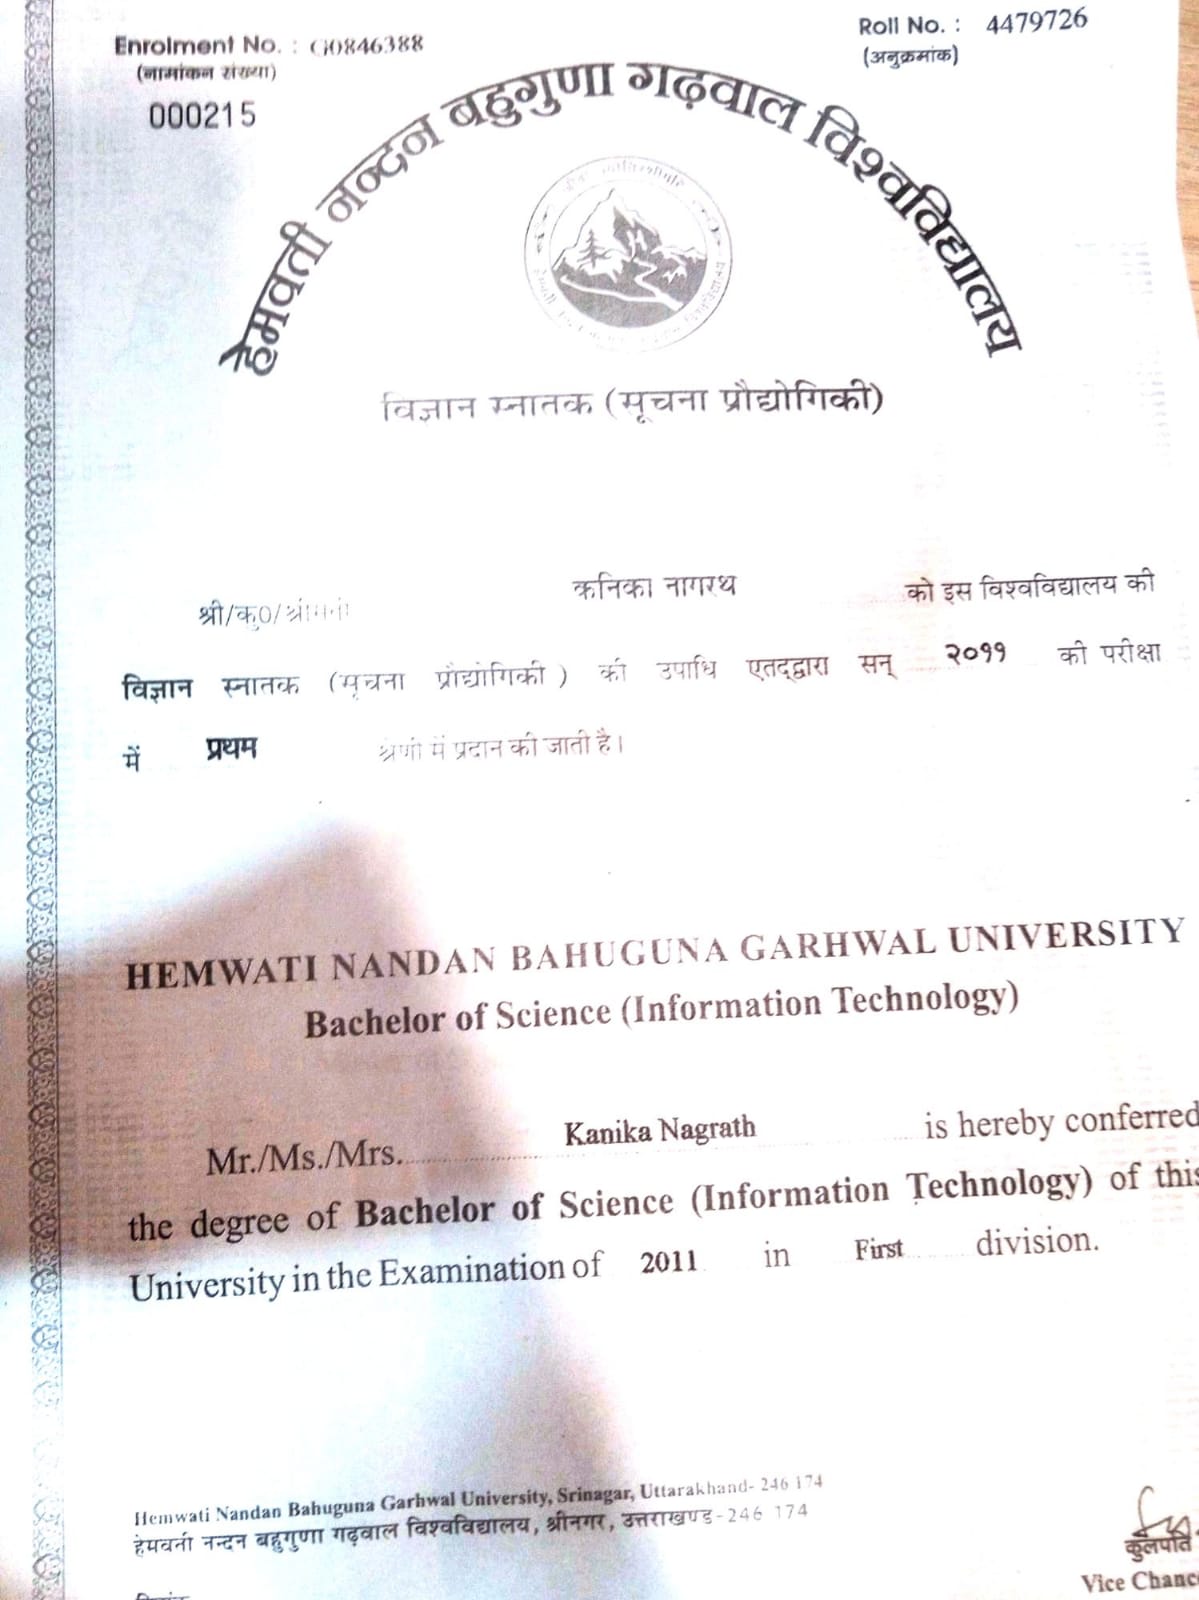 Enrolment No. : G0846388
(नामांकन संख्या)
000215
Roll No. : 4479726
(अनुक्रमांक)
हेमवती नन्दन बहुगुणा गढ़वाल विश्वविद्यालय
विज्ञान स्नातक (सूचना प्रौद्योगिकी)
श्री/कु0/श्रीमती कनिका नागरथ को इस विश्वविद्यालय की
विज्ञान स्नातक (सूचना प्रौद्योगिकी ) की उपाधि एतद्द्वारा सन् २०११ की परीक्षा
में प्रथम श्रेणी में प्रदान की जाती है।
HEMWATI NANDAN BAHUGUNA GARHWAL UNIVERSITY
Bachelor of Science (Information Technology)
Mr./Ms./Mrs. Kanika Nagrath is hereby conferred
the degree of Bachelor of Science (Information Technology) of this
University in the Examination of 2011 in First division.
Hemwati Nandan Bahuguna Garhwal University, Srinagar, Uttarakhand- 246 174
हेमवती नन्दन बहुगुणा गढ़वाल विश्वविद्यालय, श्रीनगर, उत्तराखण्ड-246 174
कुलपति
Vice Chanc